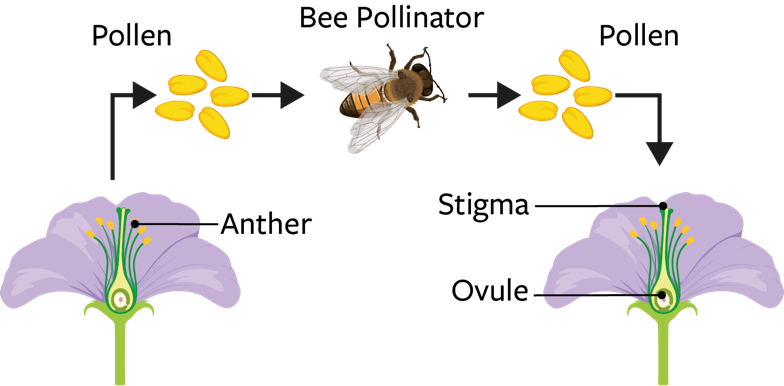 Pollen
Bee Pollinator
Pollen
Anther
Stigma
Ovule